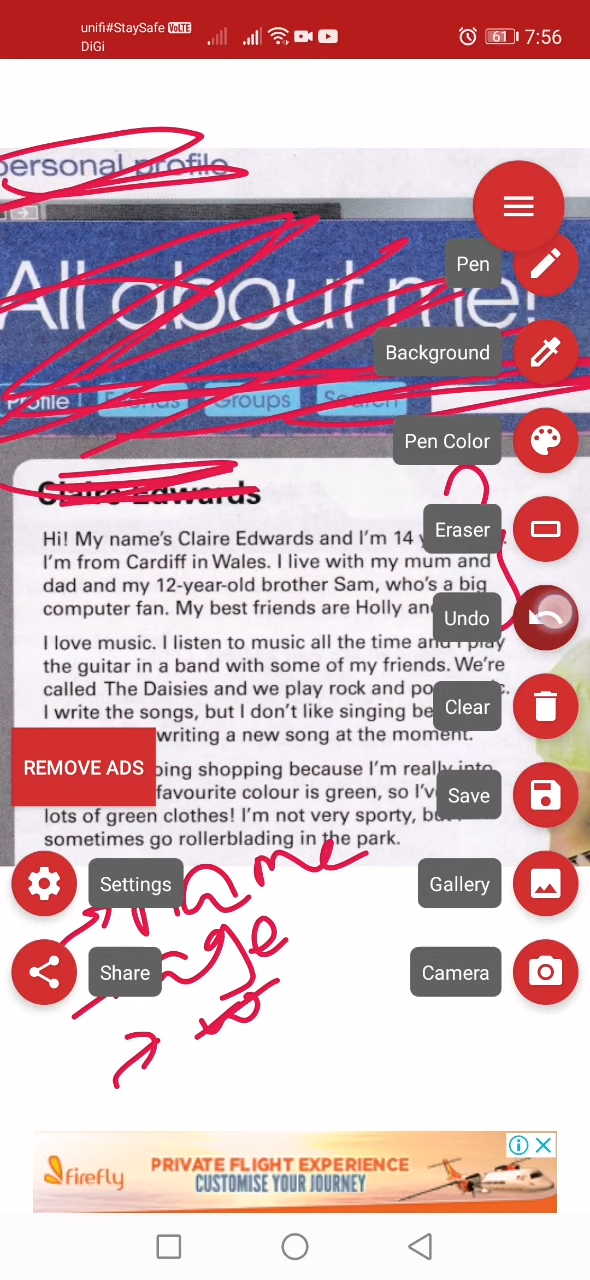 unifi#StaySafe VoLTE
DiGi
61 7:56
personal profile
All about me!
Pen
Background
Profile Friends Groups Search
Pen Color
Claire Edwards
Eraser
Hi! My name's Claire Edwards and I'm 14
I'm from Cardiff in Wales. I live with my mum and
dad and my 12-year-old brother Sam, who's a big
computer fan. My best friends are Holly
Undo
I love music. I listen to music all the time and I play
the guitar in a band with some of my friends. We're
called The Daisies and we play rock and
Clear
I write the songs, but I don't like singing
writing a new song at the moment.
REMOVE ADS
shopping because I'm really into
favourite colour is green, so
Save
lots of green clothes! I'm not very sporty,
sometimes go rollerblading in the park.
Settings
name
Gallery
Share
age
Camera
firefly
PRIVATE FLIGHT EXPERIENCE
CUSTOMISE YOUR JOURNEY